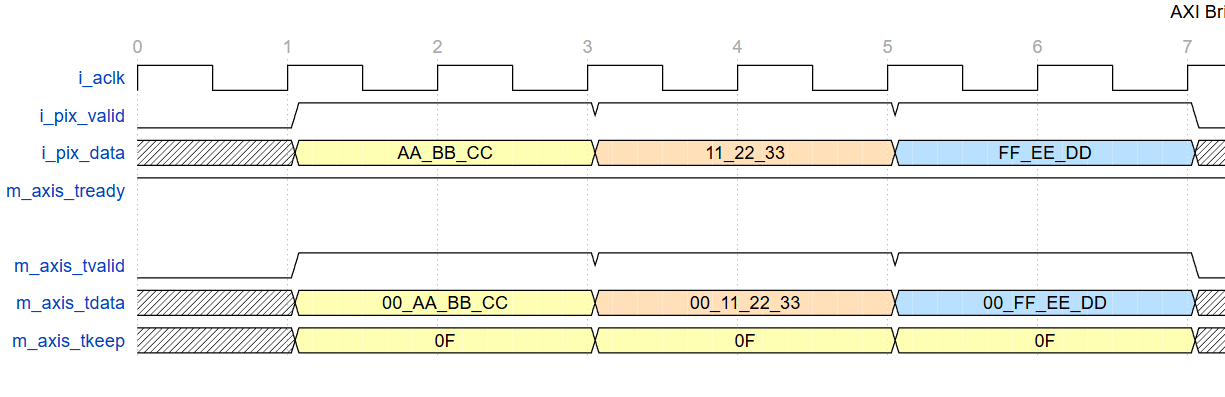 AXI Bri
0 1 2 3 4 5 6 7
i_aclk
i_pix_valid
i_pix_data AA_BB_CC 11_22_33 FF_EE_DD
m_axis_tready
m_axis_tvalid
m_axis_tdata 00_AA_BB_CC 00_11_22_33 00_FF_EE_DD
m_axis_tkeep 0F 0F 0F